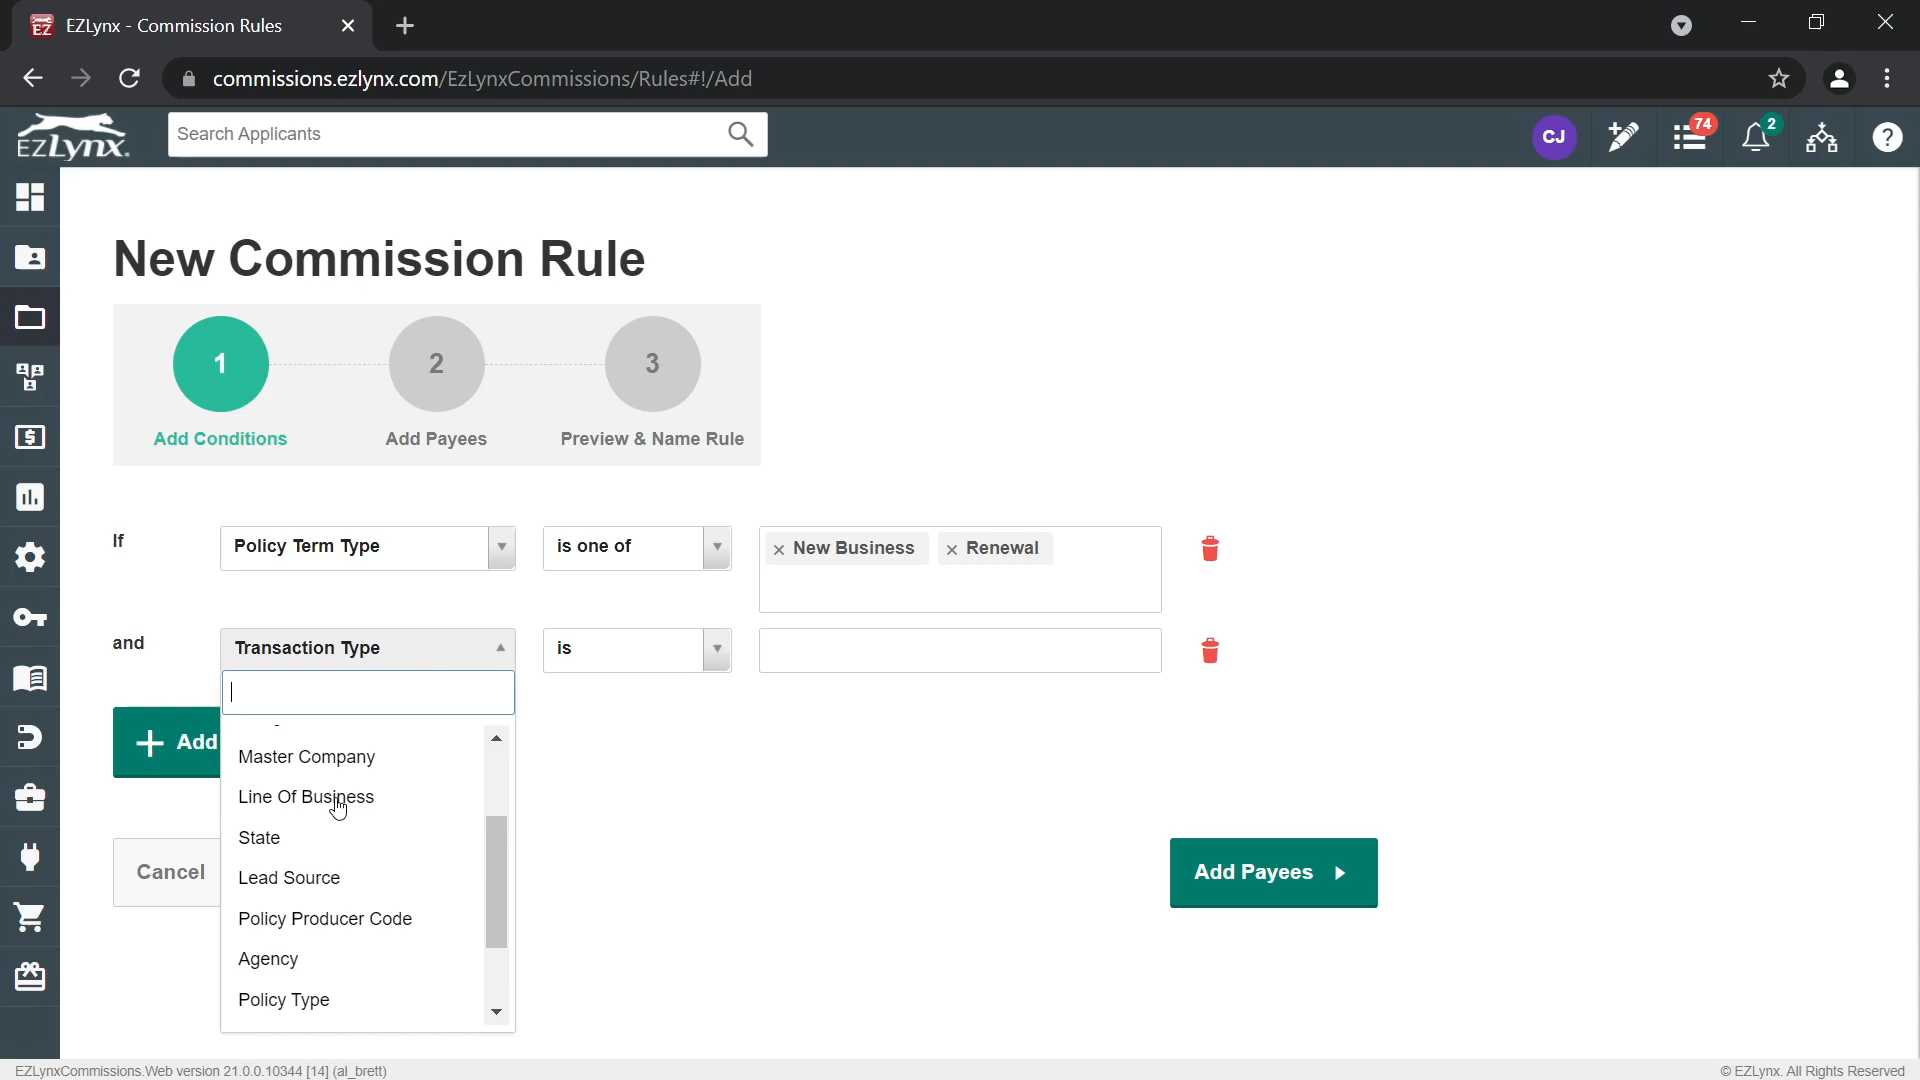 EZ EZLynx - Commission Rules
commissions.ezlynx.com/EzLynxCommissions/Rules#!/Add
EZLynx.
Search Applicants
CJ
74
2
?
New Commission Rule
1 2 3
Add Conditions Add Payees Preview & Name Rule
If Policy Term Type is one of × New Business × Renewal
and Transaction Type is
Add
Master Company
Line Of Business
State
Cancel
Add Payees
Lead Source
Policy Producer Code
Agency
Policy Type
EZLynxCommissions.Web version 21.0.0.10344 [14] (al_brett)
© EZLynx. All Rights Reserved